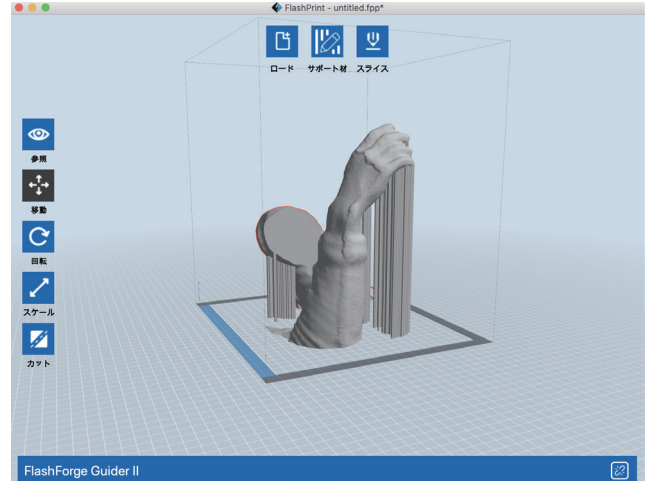 FlashPrint - untitled.fpp*
ロード サポート材 スライス
参照
移動
回転
スケール
カット
FlashForge Guider II